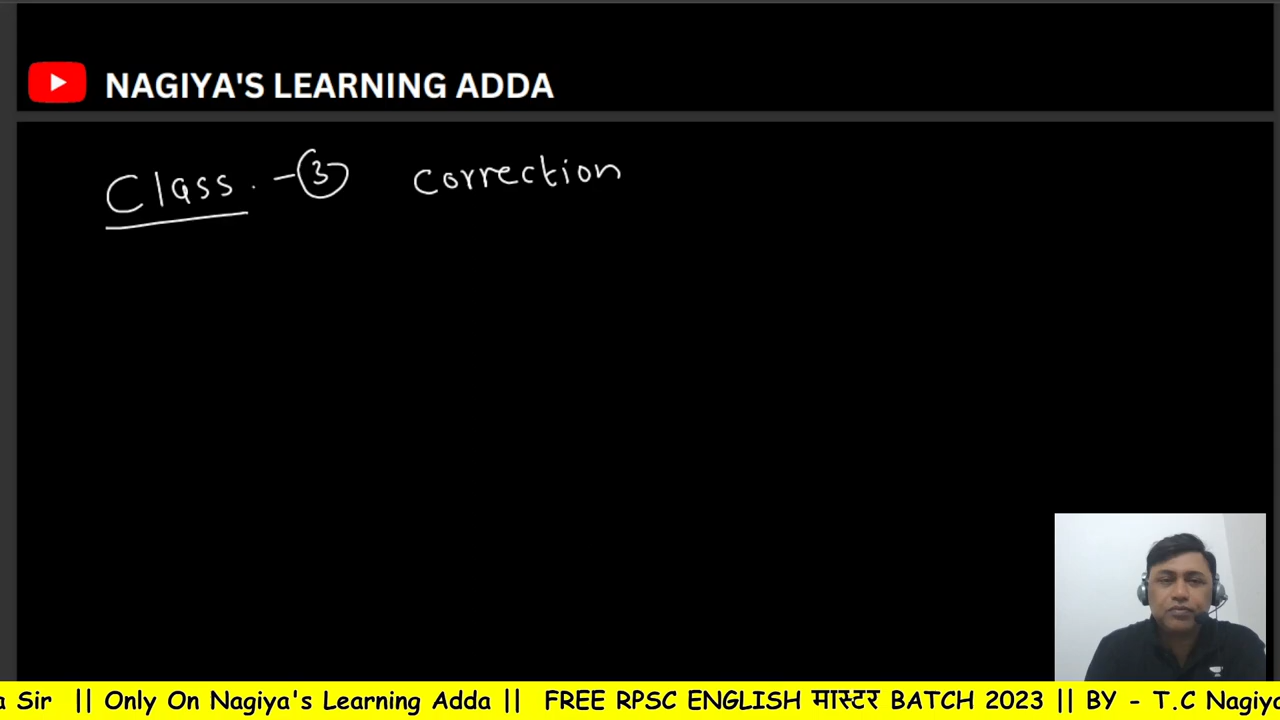 NAGIYA'S LEARNING ADDA
Class. - 3 Correction
a Sir || Only On Nagiya's Learning Adda || FREE RPSC ENGLISH मास्टर BATCH 2023 || BY - T.C Nagiya